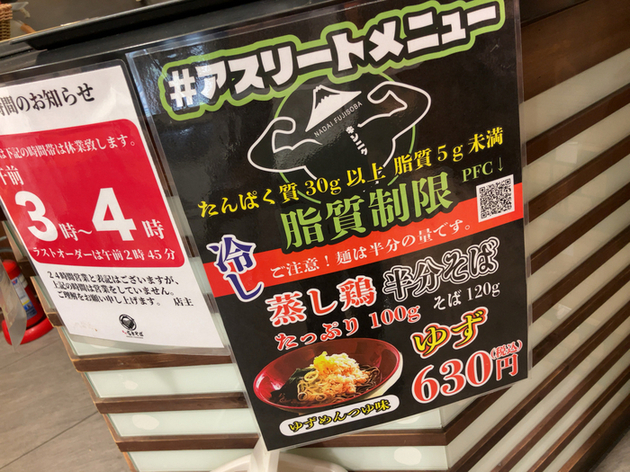 時間のお知らせ
は下記の時間帯は休業致します。
午前
3時〜4時
ラストオーダーは午前2時45分
24時間営業と表記はございますが、
上記の時間は営業をしていません。
ご理解をお願い申し上げます。 店主
#アスリートメニュー
NADAI FUJISOBA
キンニク
たんぱく質30g以上 脂質5g未満
脂質制限 PFC↓
ご注意！麺は半分の量です。
冷し
蒸し鶏 半分そば
たっぷり100g そば120g
ゆず
630円(税込)
ゆずめんつゆ味